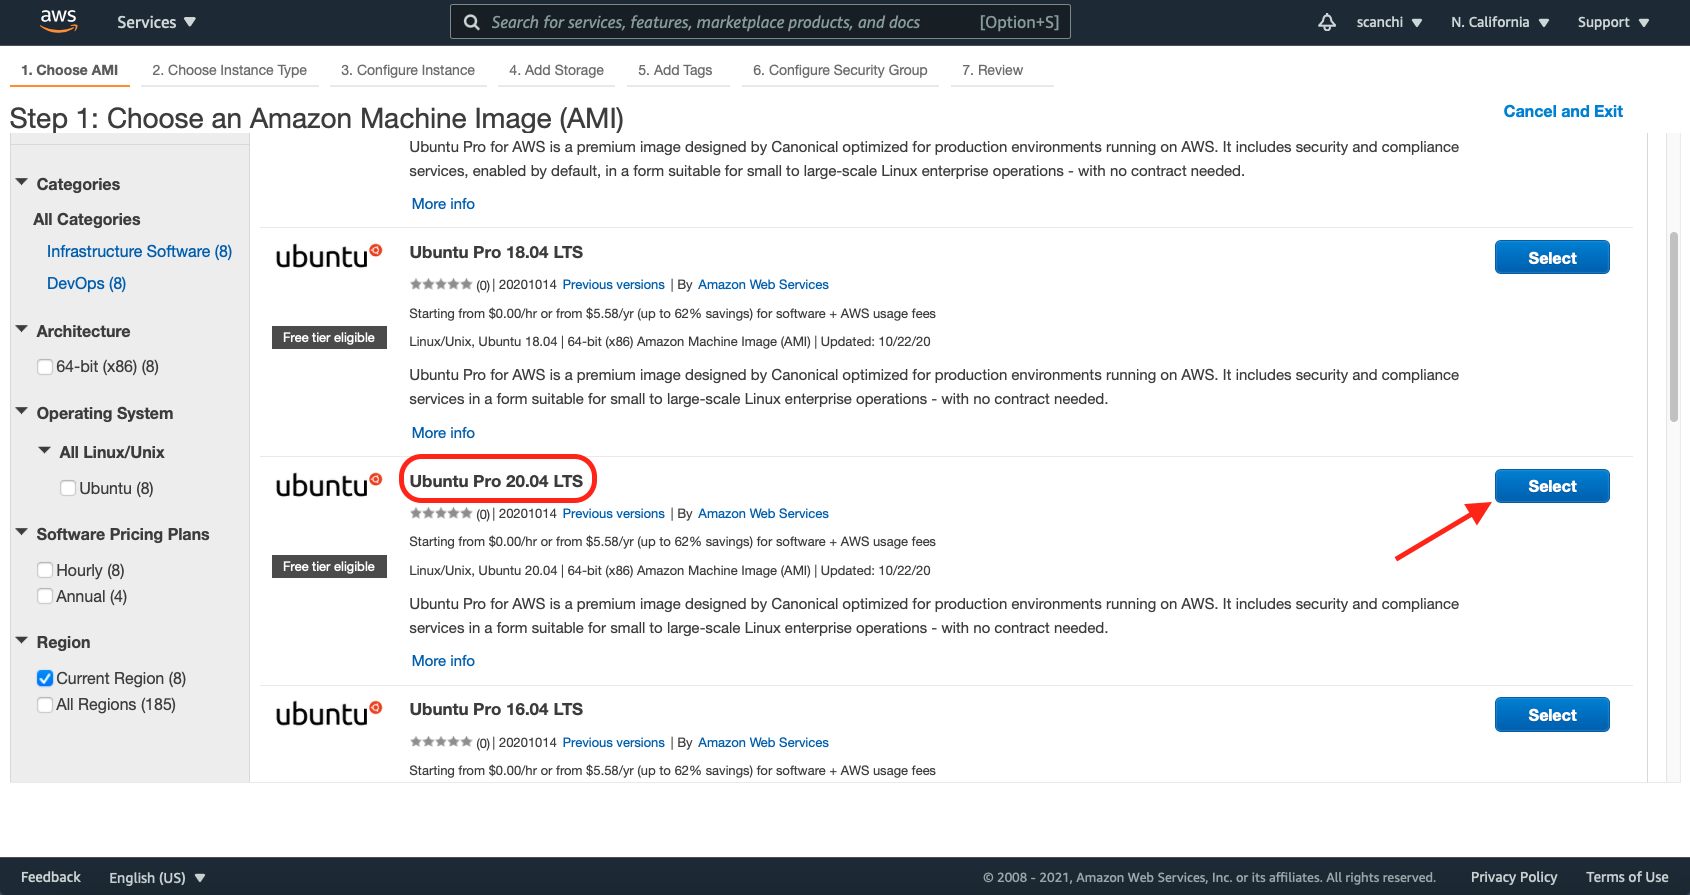 aws
Services
Search for services, features, marketplace products, and docs [Option+S]
scanchi
N. California
Support
1. Choose AMI
2. Choose Instance Type
3. Configure Instance
4. Add Storage
5. Add Tags
6. Configure Security Group
7. Review
Step 1: Choose an Amazon Machine Image (AMI)
Cancel and Exit
Categories
All Categories
Infrastructure Software (8)
DevOps (8)
Architecture
64-bit (x86) (8)
Operating System
All Linux/Unix
Ubuntu (8)
Software Pricing Plans
Hourly (8)
Annual (4)
Region
Current Region (8)
All Regions (185)
Ubuntu Pro for AWS is a premium image designed by Canonical optimized for production environments running on AWS. It includes security and compliance
services, enabled by default, in a form suitable for small to large-scale Linux enterprise operations - with no contract needed.
More info
ubuntu
Free tier eligible
Ubuntu Pro 18.04 LTS
(0) | 20201014 Previous versions | By Amazon Web Services
Starting from $0.00/hr or from $5.58/yr (up to 62% savings) for software + AWS usage fees
Linux/Unix, Ubuntu 18.04 | 64-bit (x86) Amazon Machine Image (AMI) | Updated: 10/22/20
Ubuntu Pro for AWS is a premium image designed by Canonical optimized for production environments running on AWS. It includes security and compliance
services in a form suitable for small to large-scale Linux enterprise operations - with no contract needed.
More info
Select
ubuntu
Free tier eligible
Ubuntu Pro 20.04 LTS
(0) | 20201014 Previous versions | By Amazon Web Services
Starting from $0.00/hr or from $5.58/yr (up to 62% savings) for software + AWS usage fees
Linux/Unix, Ubuntu 20.04 | 64-bit (x86) Amazon Machine Image (AMI) | Updated: 10/22/20
Ubuntu Pro for AWS is a premium image designed by Canonical optimized for production environments running on AWS. It includes security and compliance
services in a form suitable for small to large-scale Linux enterprise operations - with no contract needed.
More info
Select
ubuntu
Ubuntu Pro 16.04 LTS
(0) | 20201014 Previous versions | By Amazon Web Services
Starting from $0.00/hr or from $5.58/yr (up to 62% savings) for software + AWS usage fees
Select
Feedback
English (US)
© 2008 - 2021, Amazon Web Services, Inc. or its affiliates. All rights reserved.
Privacy Policy
Terms of Use